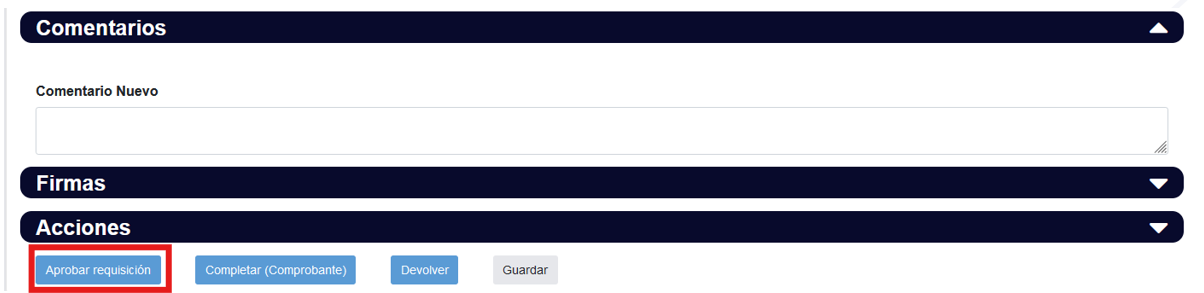 Comentarios
Comentario Nuevo
Firmas
Acciones
Aprobar requisición Completar (Comprobante) Devolver Guardar